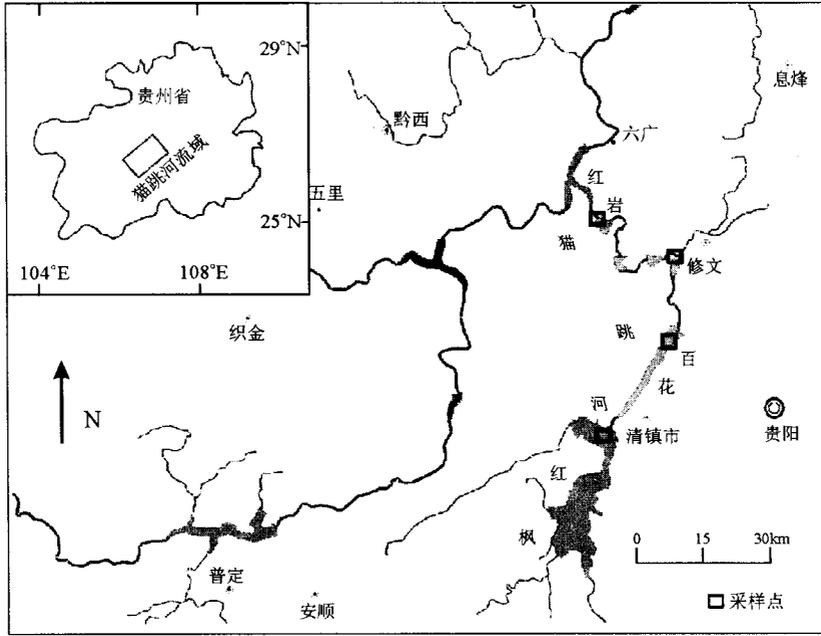 29°N
贵州省
猫跳河流域
25°N
104°E
108°E
黔西
息烽
六广
五里
红
岩
猫
修文
织金
跳
百
花
N
河
清镇市
贵阳
红
枫
0 15 30km
普定
安顺
采样点